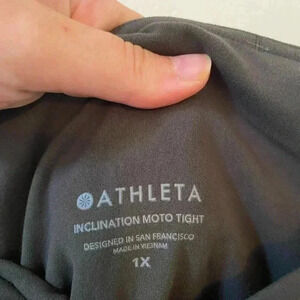 ATHLETA
INCLINATION MOTO TIGHT
DESIGNED IN SAN FRANCISCO
MADE IN VIETNAM
1X